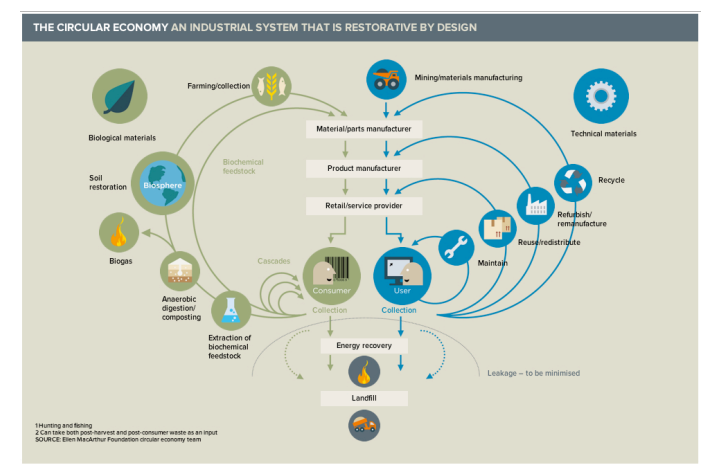 THE CIRCULAR ECONOMY AN INDUSTRIAL SYSTEM THAT IS RESTORATIVE BY DESIGN
Farming/collection
Mining/materials manufacturing
Biological materials
Technical materials
Material/parts manufacturer
Biochemical
feedstock
Product manufacturer
Soil
restoration
Biosphere
Recycle
Retail/service provider
Refurbish/
remanufacture
Reuse/redistribute
Biogas
Cascades
Maintain
Consumer
User
Anaerobic
digestion/
composting
Collection
Collection
Extraction of
biochemical
feedstock
Energy recovery
Leakage – to be minimised
Landfill
1 Hunting and fishing
2 Can take both post-harvest and post-consumer waste as an input
SOURCE: Ellen MacArthur Foundation circular economy team